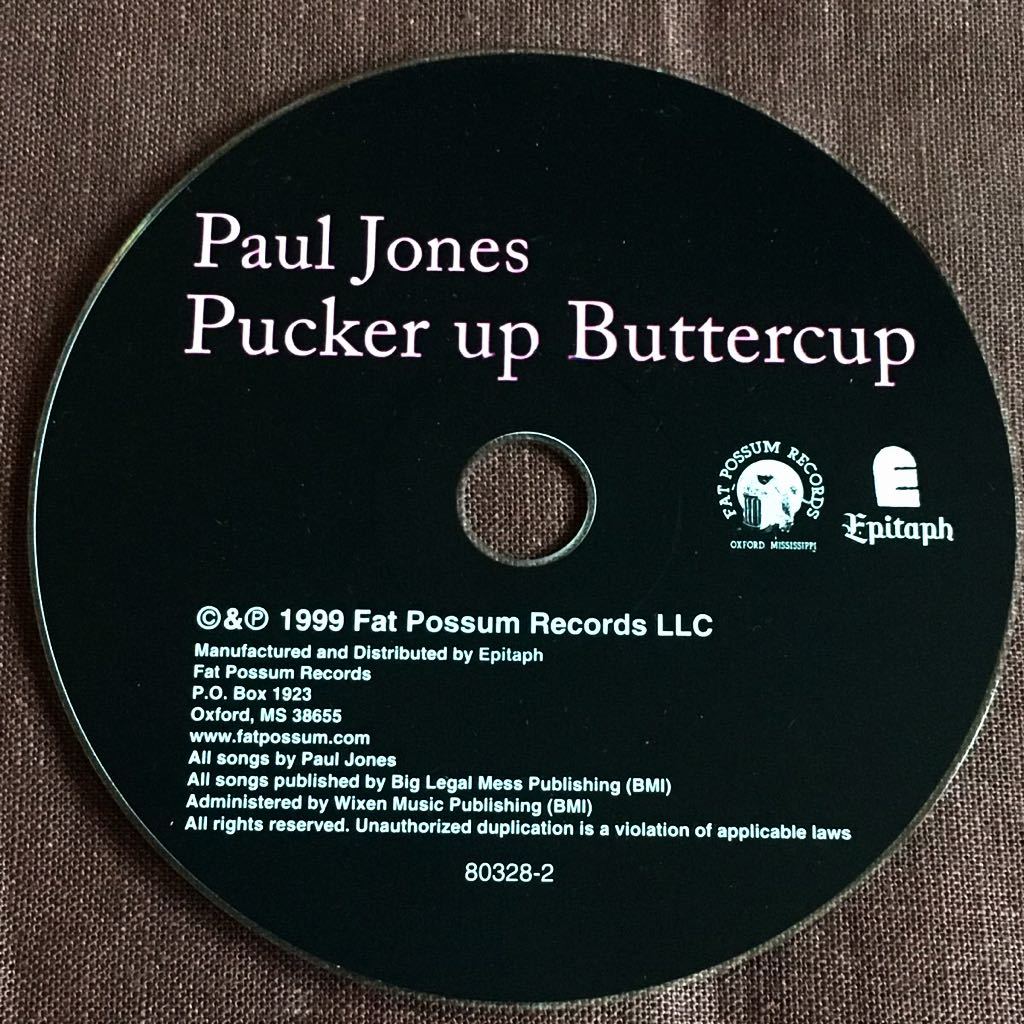 Paul Jones
Pucker up Buttercup
FAT POSSUM RECORDS
OXFORD MISSISSIPPI
E
Epitaph
©&℗ 1999 Fat Possum Records LLC
Manufactured and Distributed by Epitaph
Fat Possum Records
P.O. Box 1923
Oxford, MS 38655
www.fatpossum.com
All songs by Paul Jones
All songs published by Big Legal Mess Publishing (BMI)
Administered by Wixen Music Publishing (BMI)
All rights reserved. Unauthorized duplication is a violation of applicable laws
80328-2